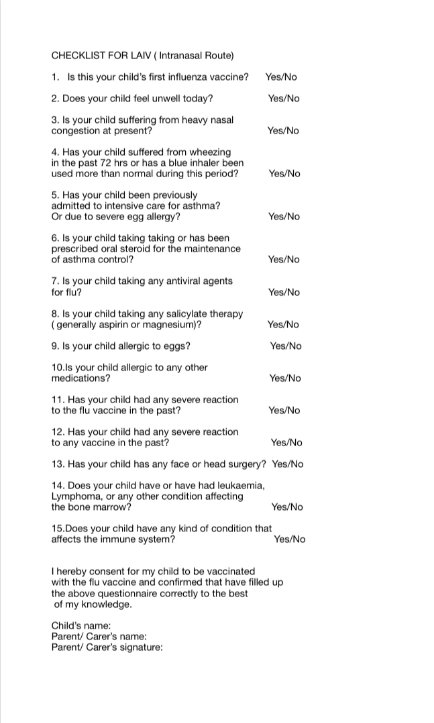 CHECKLIST FOR LAIV ( Intranasal Route)
1. Is this your child's first influenza vaccine? Yes/No
2. Does your child feel unwell today? Yes/No
3. Is your child suffering from heavy nasal
congestion at present? Yes/No
4. Has your child suffered from wheezing
in the past 72 hrs or has a blue inhaler been
used more than normal during this period? Yes/No
5. Has your child been previously
admitted to intensive care for asthma?
Or due to severe egg allergy? Yes/No
6. Is your child taking taking or has been
prescribed oral steroid for the maintenance
of asthma control? Yes/No
7. Is your child taking any antiviral agents
for flu? Yes/No
8. Is your child taking any salicylate therapy
( generally aspirin or magnesium)? Yes/No
9. Is your child allergic to eggs? Yes/No
10.Is your child allergic to any other
medications? Yes/No
11. Has your child had any severe reaction
to the flu vaccine in the past? Yes/No
12. Has your child had any severe reaction
to any vaccine in the past? Yes/No
13. Has your child has any face or head surgery? Yes/No
14. Does your child have or have had leukaemia,
Lymphoma, or any other condition affecting
the bone marrow? Yes/No
15.Does your child have any kind of condition that
affects the immune system? Yes/No
I hereby consent for my child to be vaccinated
with the flu vaccine and confirmed that have filled up
the above questionnaire correctly to the best
of my knowledge.
Child's name:
Parent/ Carer's name:
Parent/ Carer's signature: